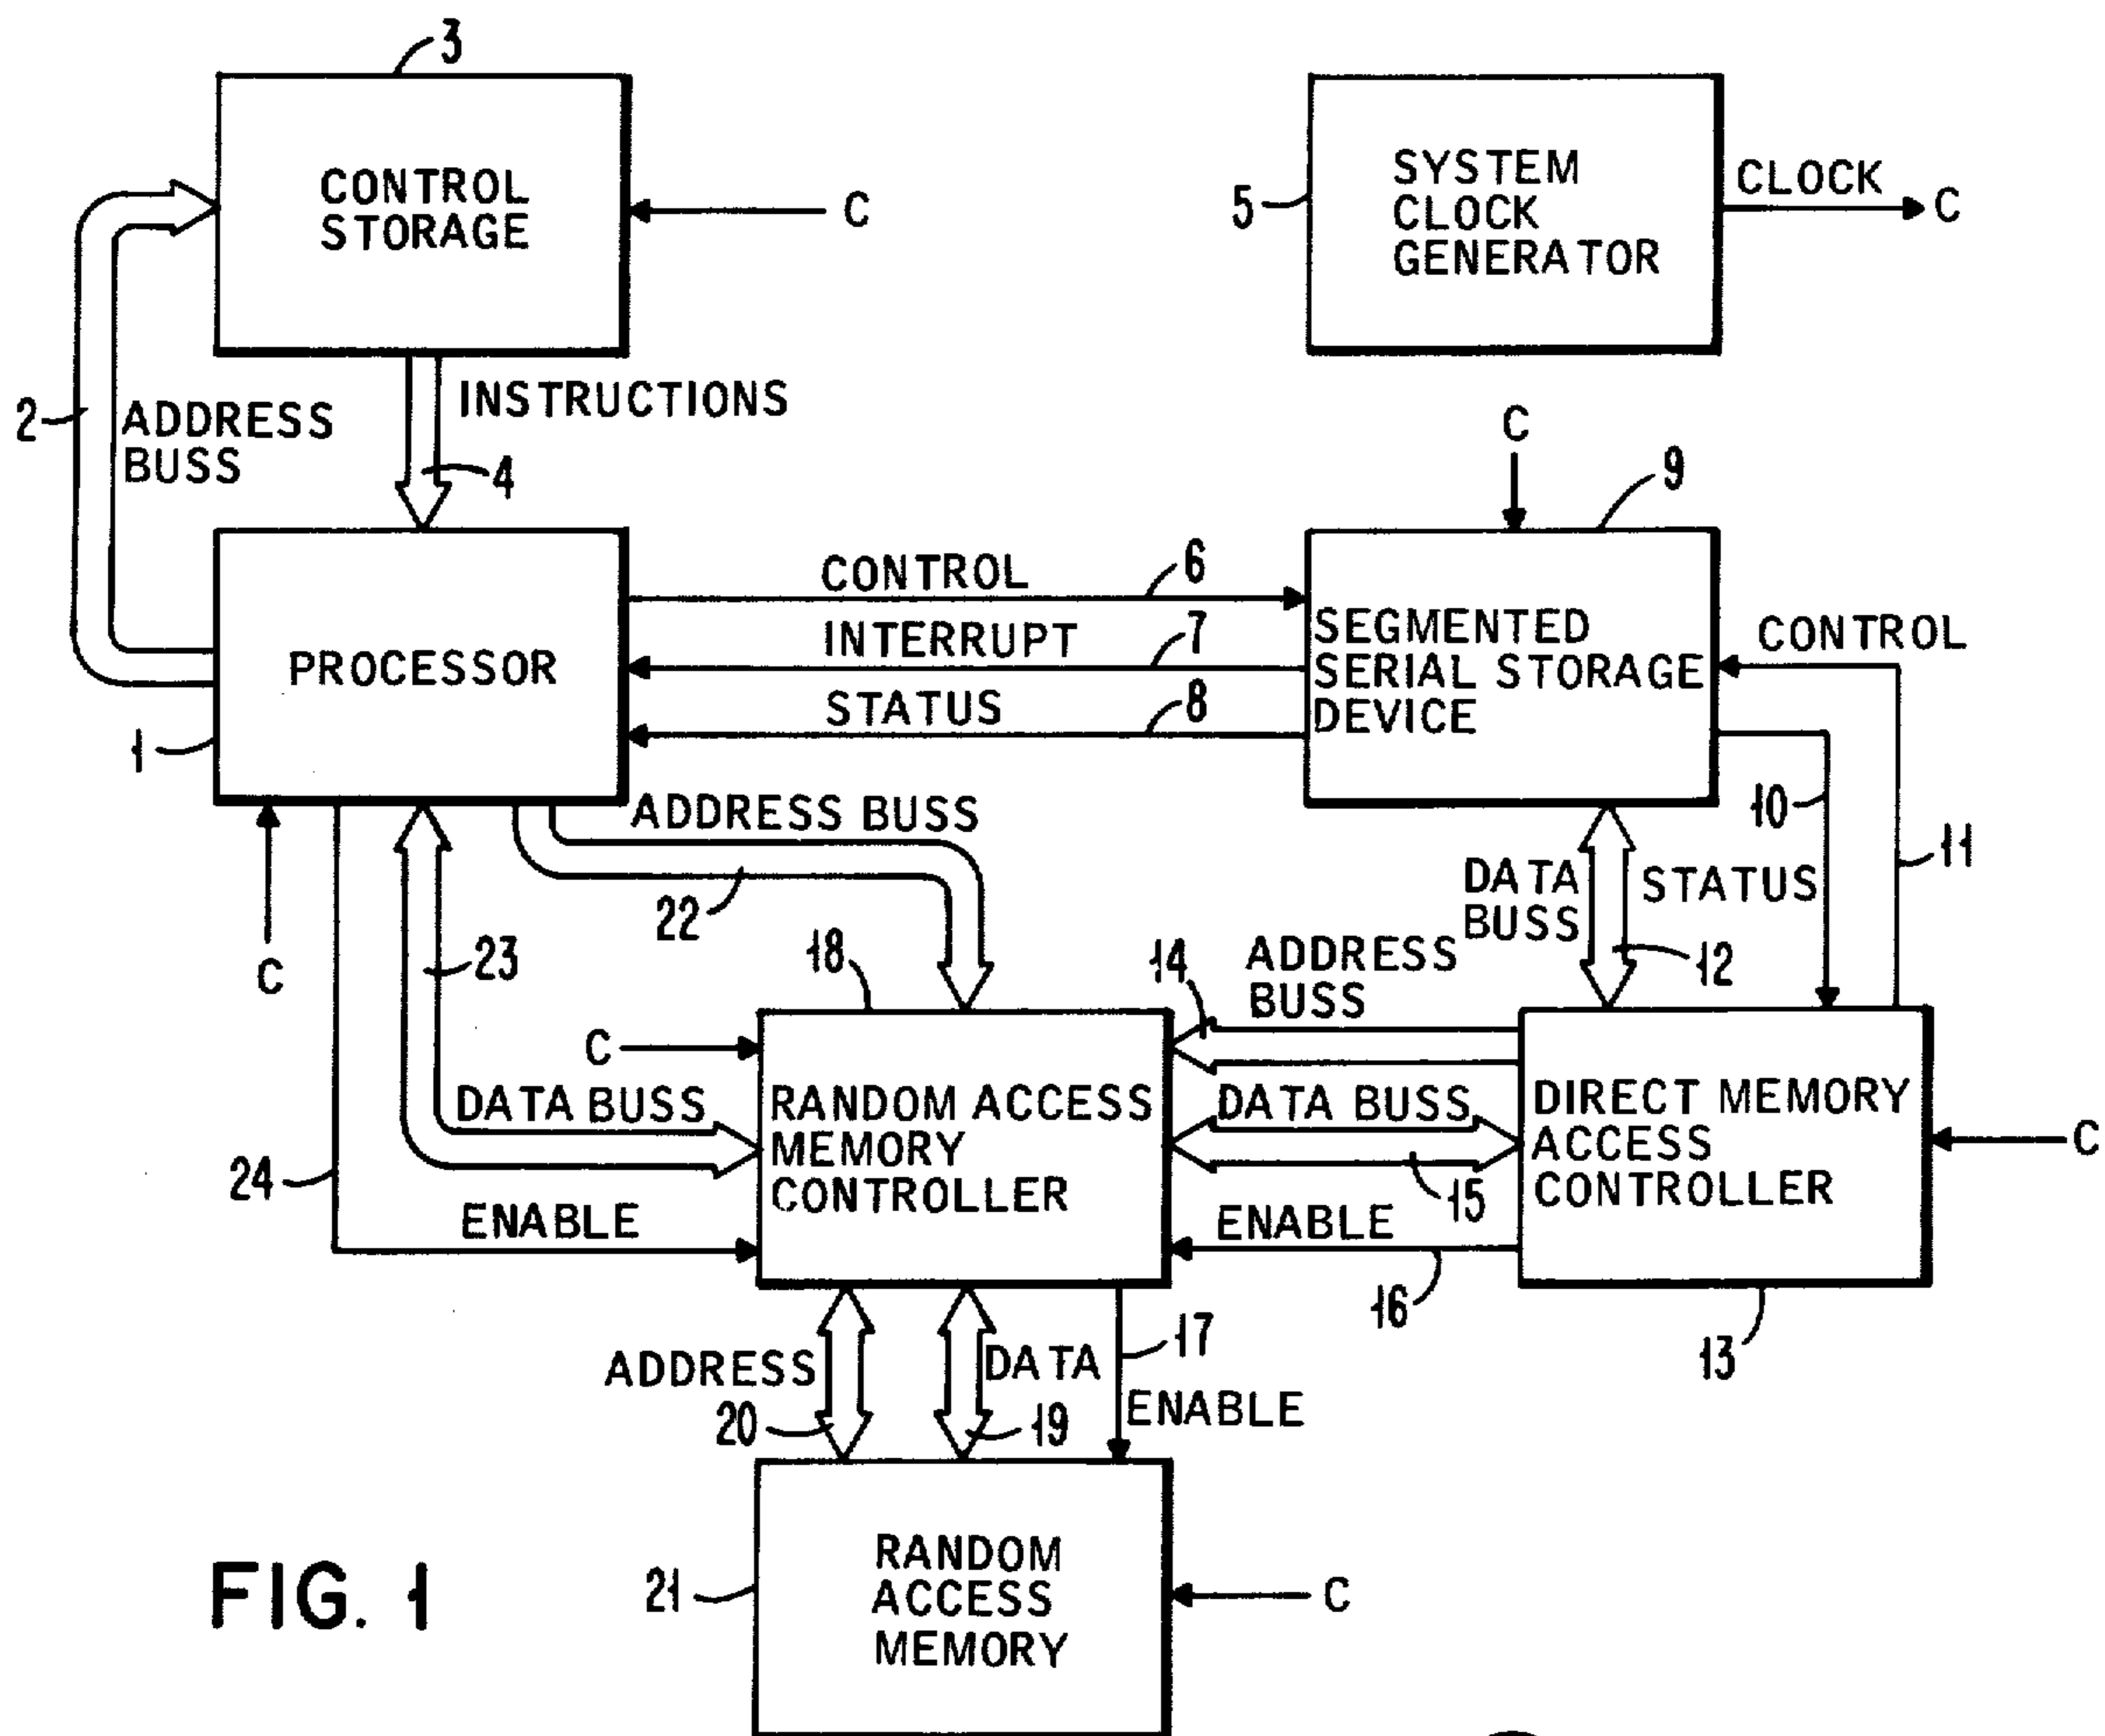 3
CONTROL
STORAGE
C
5
SYSTEM
CLOCK
GENERATOR
CLOCK
C
2
ADDRESS
BUSS
INSTRUCTIONS
4
C
9
PROCESSOR
1
CONTROL
6
INTERRUPT
7
STATUS
8
SEGMENTED
SERIAL STORAGE
DEVICE
CONTROL
10
11
C
ADDRESS BUSS
22
23
DATA
BUSS
STATUS
12
18
14
ADDRESS
BUSS
C
DATA BUSS
24
ENABLE
RANDOM ACCESS
MEMORY
CONTROLLER
DATA BUSS
15
ENABLE
16
DIRECT MEMORY
ACCESS
CONTROLLER
C
13
ADDRESS
20
DATA
19
17
ENABLE
21
RANDOM
ACCESS
MEMORY
C
FIG. 1